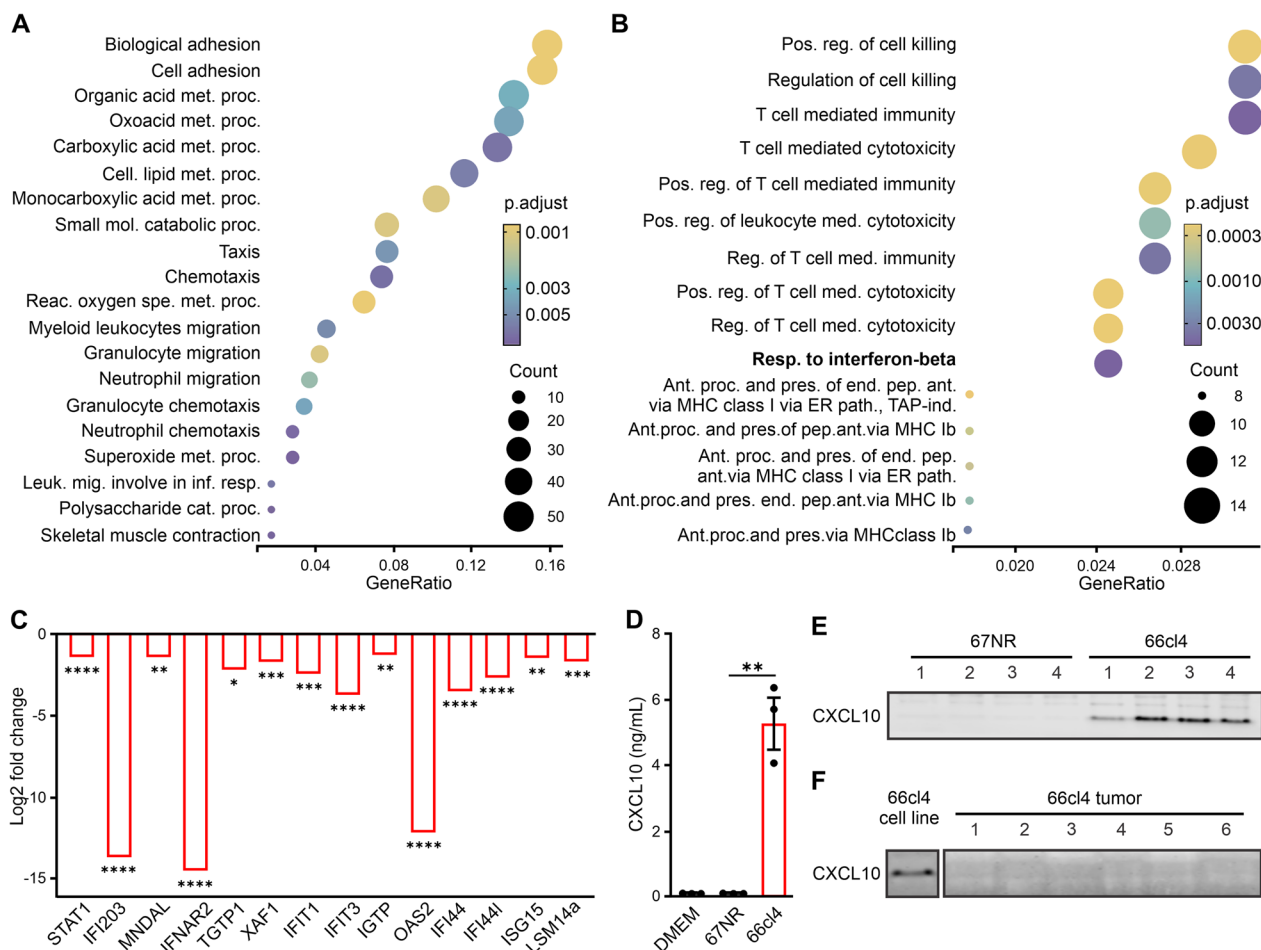 A
Biological adhesion
Cell adhesion
Organic acid met. proc.
Oxoacid met. proc.
Carboxylic acid met. proc.
Cell. lipid met. proc.
Monocarboxylic acid met. proc.
Small mol. catabolic proc.
Taxis
Chemotaxis
Reac. oxygen spe. met. proc.
Myeloid leukocytes migration
Granulocyte migration
Neutrophil migration
Granulocyte chemotaxis
Neutrophil chemotaxis
Superoxide met. proc.
Leuk. mig. involve in inf. resp.
Polysaccharide cat. proc.
Skeletal muscle contraction
p.adjust
0.001
0.003
0.005
Count
10
20
30
40
50
0.04 0.08 0.12 0.16
GeneRatio
B
Pos. reg. of cell killing
Regulation of cell killing
T cell mediated immunity
T cell mediated cytotoxicity
Pos. reg. of T cell mediated immunity
Pos. reg. of leukocyte med. cytotoxicity
Reg. of T cell med. immunity
Pos. reg. of T cell med. cytotoxicity
Reg. of T cell med. cytotoxicity
Resp. to interferon-beta
Ant. proc. and pres. of end. pep. ant.
via MHC class I via ER path., TAP-ind.
Ant.proc. and pres.of pep.ant.via MHC Ib
Ant. proc. and pres. of end. pep.
ant.via MHC class I via ER path.
Ant.proc.and pres. end. pep.ant.via MHC Ib
Ant.proc.and pres.via MHCclass Ib
p.adjust
0.0003
0.0010
0.0030
Count
8
10
12
14
0.020 0.024 0.028
GeneRatio
C
Log2 fold change
0
-5
-10
-15
**** **** ** **** * *** *** **** ** **** **** **** ** ***
STAT1 IFI203 MNDAL IFNAR2 TGTP1 XAF1 IFIT1 IFIT3 IGTP OAS2 IFI44 IFI44l ISG15 LSM14a
D
CXCL10 (ng/mL)
8
6
4
2
0
**
DMEM 67NR 66cl4
E
67NR 66cl4
1 2 3 4 1 2 3 4
CXCL10
F
66cl4
cell line
66cl4 tumor
1 2 3 4 5 6
CXCL10